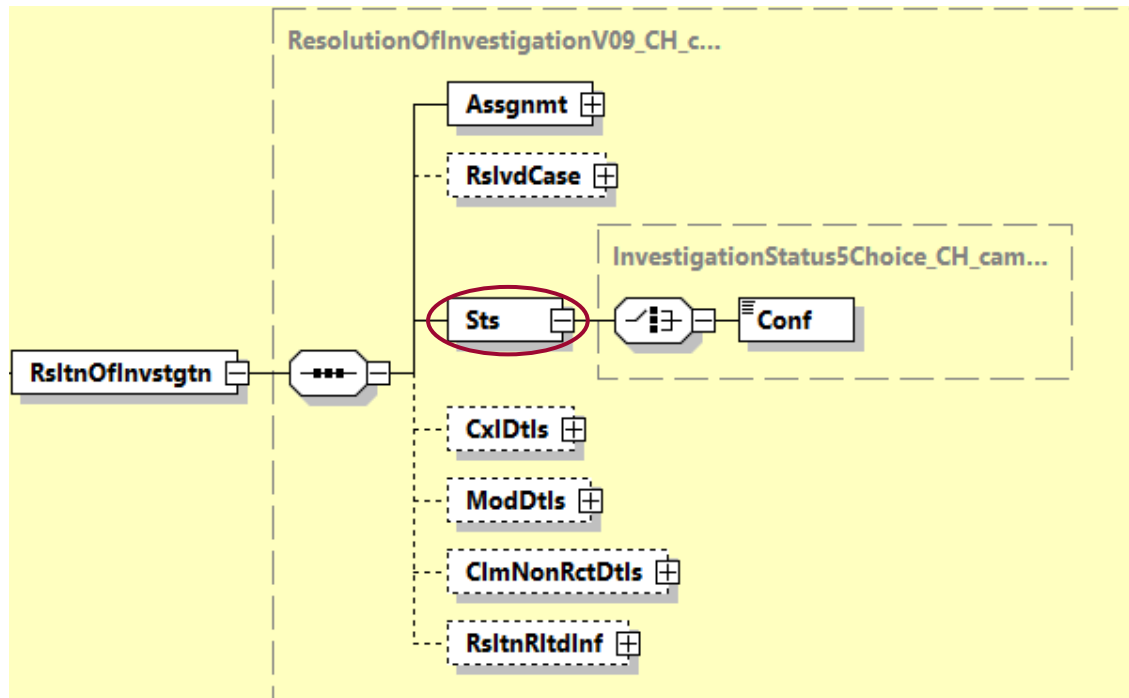 ResolutionOfInvestigationV09_CH_c...
Assgnmt
RslvdCase
InvestigationStatus5Choice_CH_cam...
Sts
Conf
RsltnOfInvstgtn
CxlDtls
ModDtls
ClmNonRctDtls
RsltnRltdInf